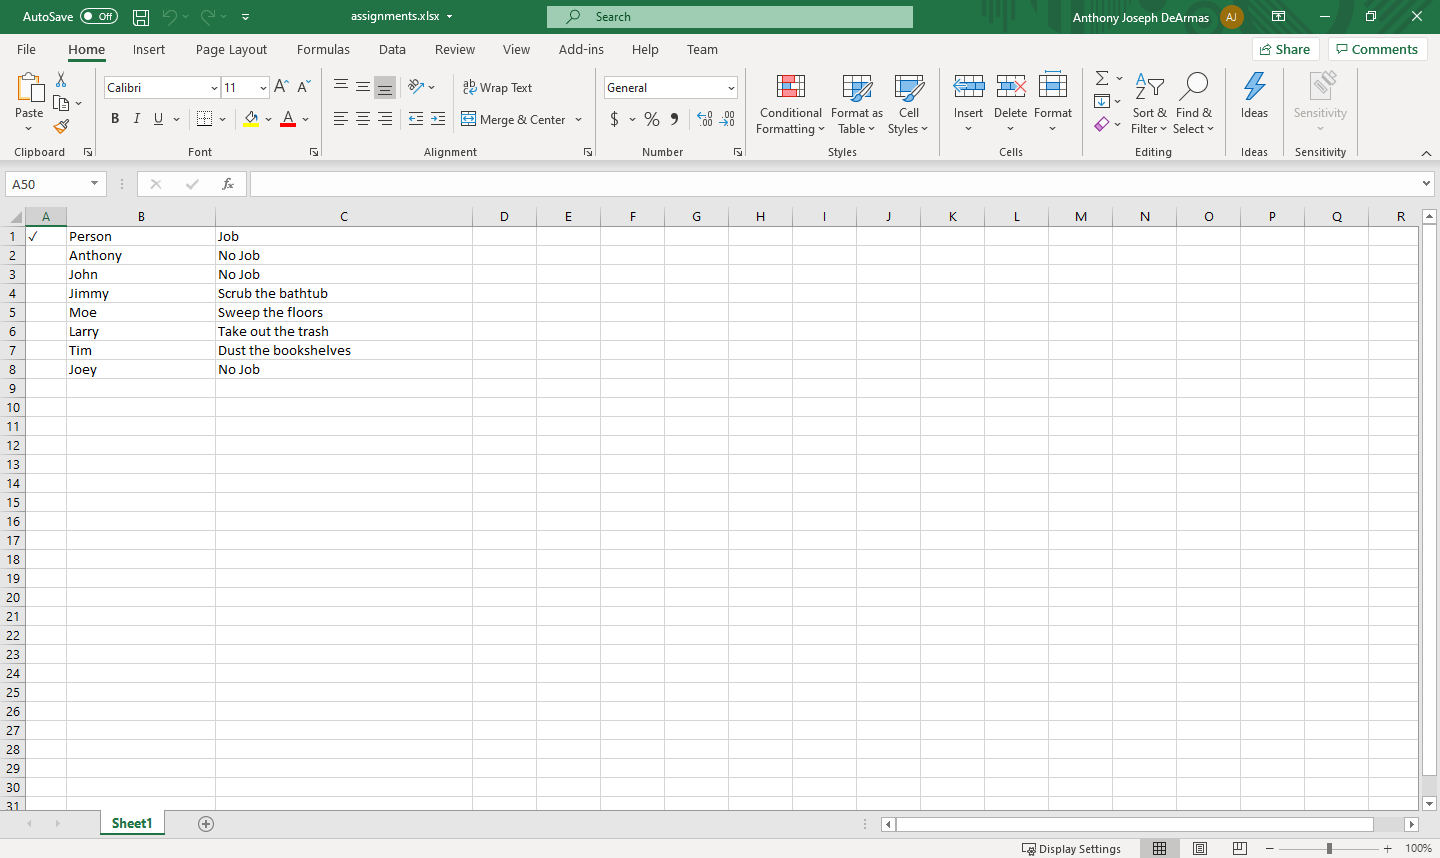 AutoSave Off assignments.xlsx Search Anthony Joseph DeArmas AJ
File Home Insert Page Layout Formulas Data Review View Add-ins Help Team Share Comments
Paste Calibri 11 A A ab Wrap Text General Conditional Formatting Format as Table Cell Styles Insert Delete Format Sort & Filter Find & Select Ideas Sensitivity
B I U A Merge & Center $ % , .00 .00
Clipboard Font Alignment Number Styles Cells Editing Ideas Sensitivity
A50 fx
A B C D E F G H I J K L M N O P Q R
1 ✓ Person Job
2 Anthony No Job
3 John No Job
4 Jimmy Scrub the bathtub
5 Moe Sweep the floors
6 Larry Take out the trash
7 Tim Dust the bookshelves
8 Joey No Job
9
10
11
12
13
14
15
16
17
18
19
20
21
22
23
24
25
26
27
28
29
30
31
Sheet1
Display Settings 100%